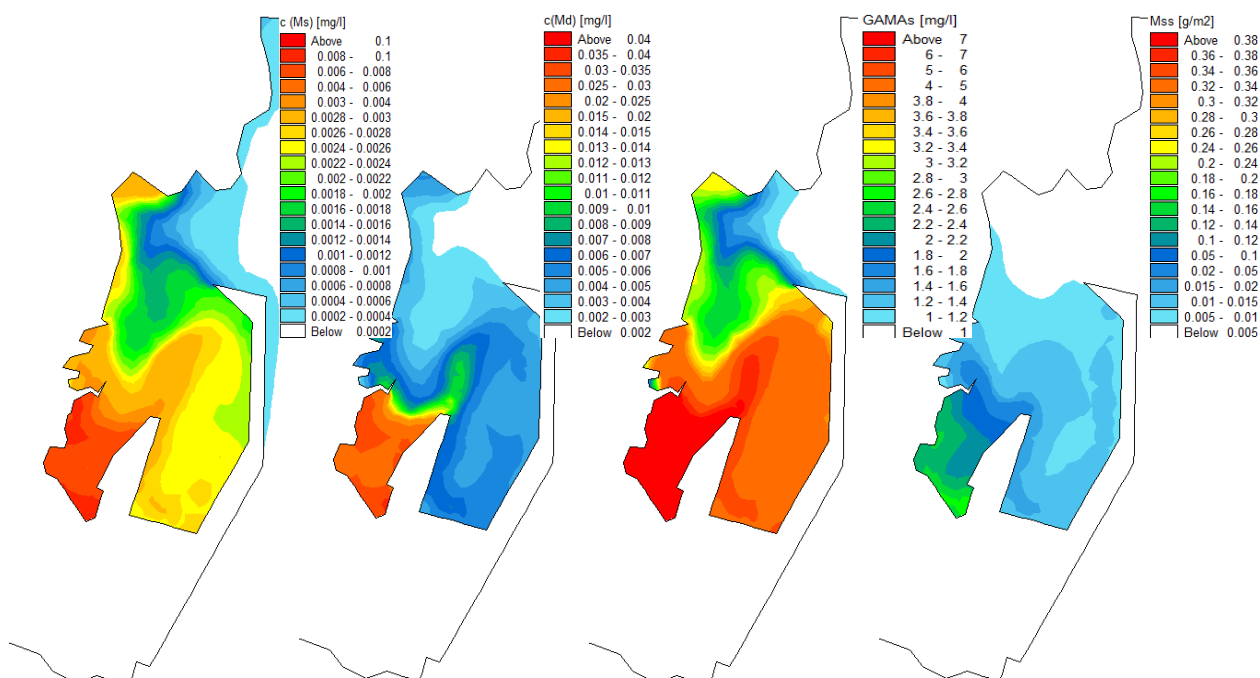 c (Ms) [mg/l]
Above 0.1
0.008 - 0.1
0.006 - 0.008
0.004 - 0.006
0.003 - 0.004
0.0028 - 0.003
0.0026 - 0.0028
0.0024 - 0.0026
0.0022 - 0.0024
0.002 - 0.0022
0.0018 - 0.002
0.0016 - 0.0018
0.0014 - 0.0016
0.0012 - 0.0014
0.001 - 0.0012
0.0008 - 0.001
0.0006 - 0.0008
0.0004 - 0.0006
0.0002 - 0.0004
Below 0.0002
c(Md) [mg/l]
Above 0.04
0.035 - 0.04
0.03 - 0.035
0.025 - 0.03
0.02 - 0.025
0.015 - 0.02
0.014 - 0.015
0.013 - 0.014
0.012 - 0.013
0.011 - 0.012
0.01 - 0.011
0.009 - 0.01
0.008 - 0.009
0.007 - 0.008
0.006 - 0.007
0.005 - 0.006
0.004 - 0.005
0.003 - 0.004
0.002 - 0.003
Below 0.002
GAMAs [mg/l]
Above 7
6 - 7
5 - 6
4 - 5
3.8 - 4
3.6 - 3.8
3.4 - 3.6
3.2 - 3.4
3 - 3.2
2.8 - 3
2.6 - 2.8
2.4 - 2.6
2.2 - 2.4
2 - 2.2
1.8 - 2
1.6 - 1.8
1.4 - 1.6
1.2 - 1.4
1 - 1.2
Below 1
Mss [g/m2]
Above 0.38
0.36 - 0.38
0.34 - 0.36
0.32 - 0.34
0.3 - 0.32
0.28 - 0.3
0.26 - 0.28
0.24 - 0.26
0.2 - 0.24
0.18 - 0.2
0.16 - 0.18
0.14 - 0.16
0.12 - 0.14
0.1 - 0.12
0.05 - 0.1
0.02 - 0.05
0.015 - 0.02
0.01 - 0.015
0.005 - 0.01
Below 0.005